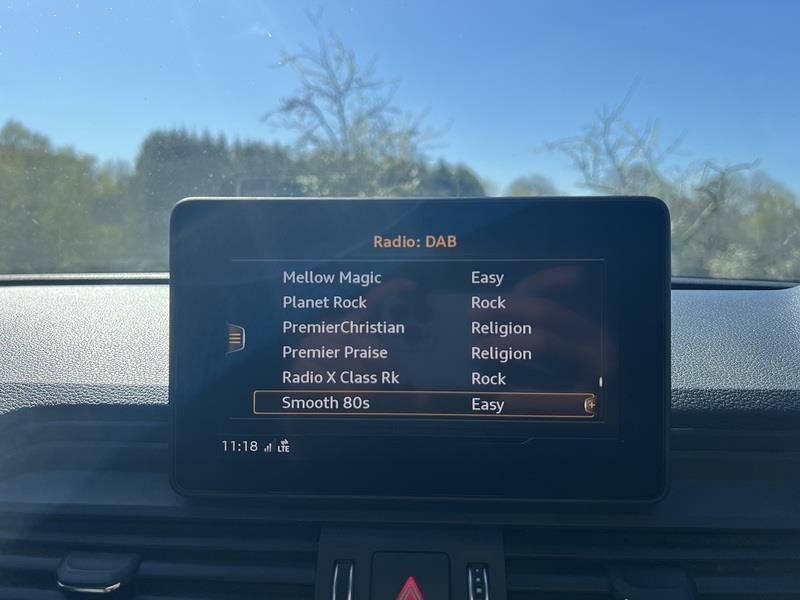 Radio: DAB
Mellow Magic Easy
Planet Rock Rock
PremierChristian Religion
Premier Praise Religion
Radio X Class Rk Rock
Smooth 80s Easy
11:18 LTE